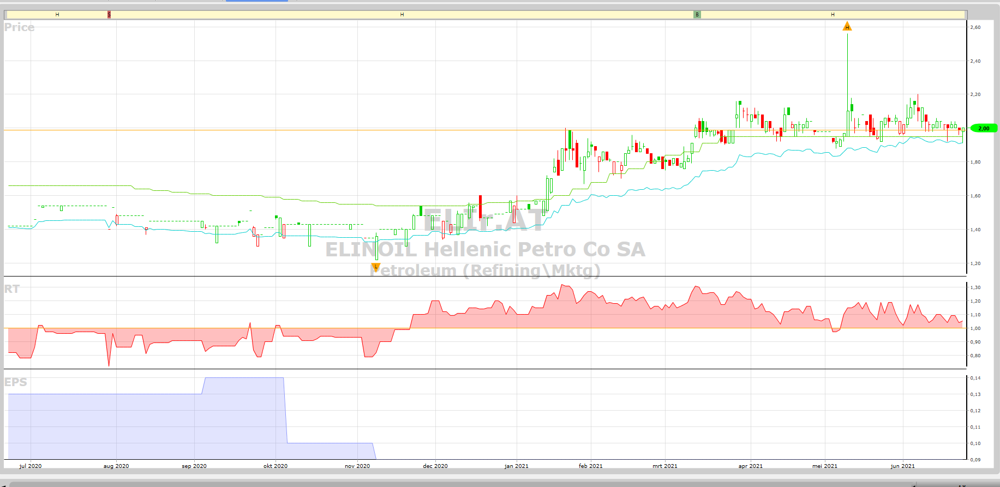 H S H B H
Price
H
2,60
2,40
2,20
2,00
1,80
1,60
1,40
1,20
ELIr.AT
ELINOIL Hellenic Petro Co SA
L
Petroleum (Refining\Mktg)
RT
1,30
1,20
1,10
1,00
0,90
0,80
EPS
0,14
0,13
0,12
0,11
0,10
0,09
jul 2020 aug 2020 sep 2020 okt 2020 nov 2020 dec 2020 jan 2021 feb 2021 mrt 2021 apr 2021 mei 2021 jun 2021